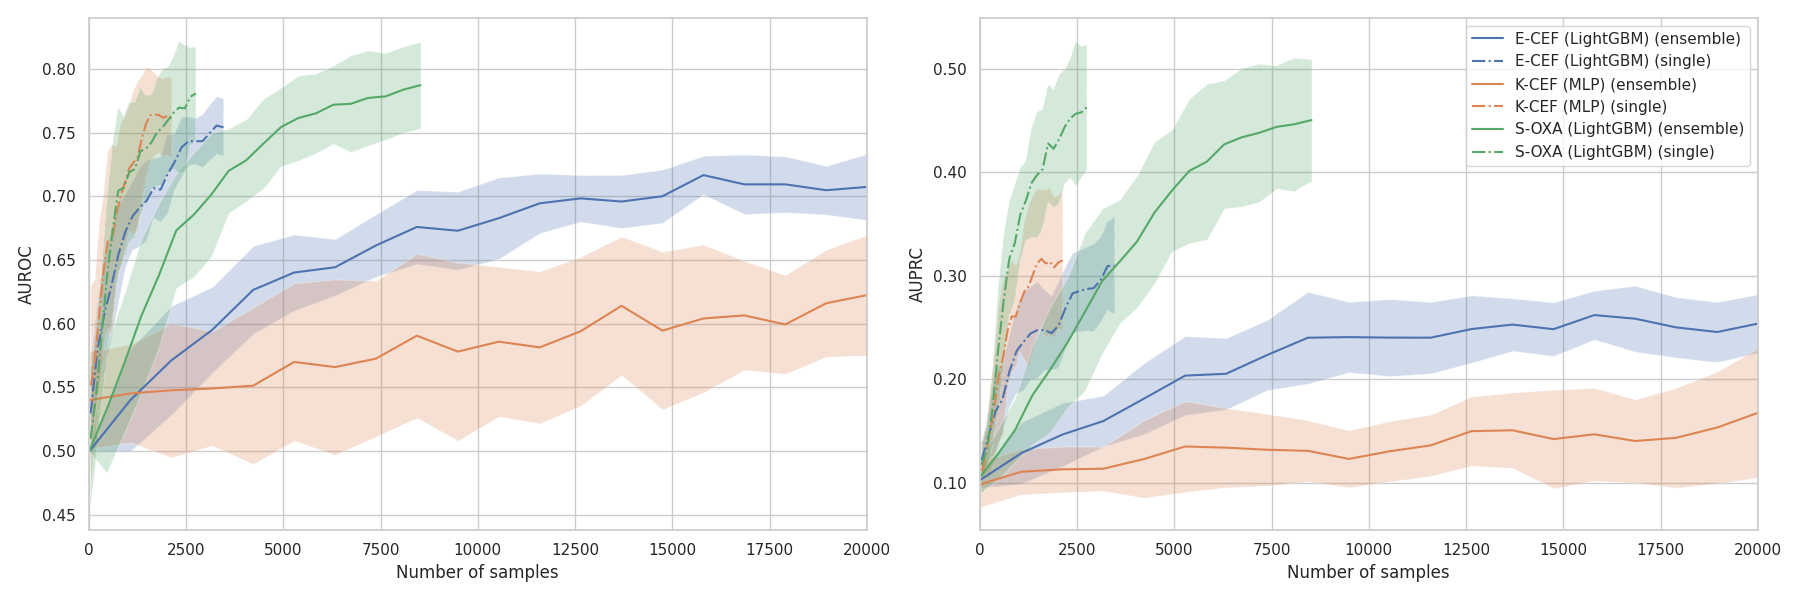 0.80
0.75
0.70
0.65
0.60
0.55
0.50
0.45
AUROC
0 2500 5000 7500 10000 12500 15000 17500 20000
Number of samples
0.50
0.40
0.30
0.20
0.10
AUPRC
0 2500 5000 7500 10000 12500 15000 17500 20000
Number of samples
E-CEF (LightGBM) (ensemble)
E-CEF (LightGBM) (single)
K-CEF (MLP) (ensemble)
K-CEF (MLP) (single)
S-OXA (LightGBM) (ensemble)
S-OXA (LightGBM) (single)